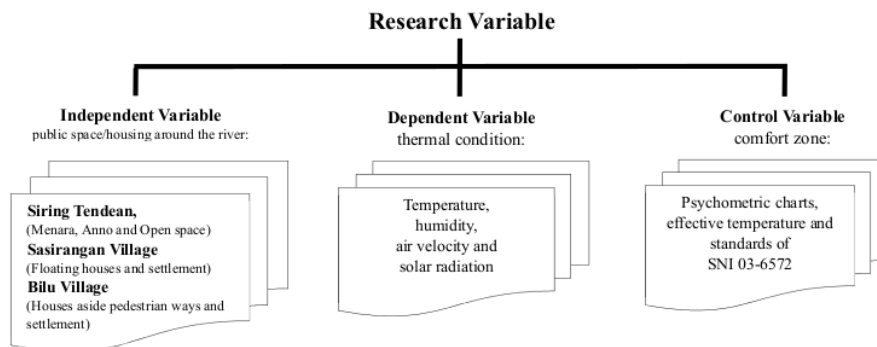 Research Variable
Independent Variable
public space/housing around the river:
Siring Tendean,
(Menara, Anno and Open space)
Sasirangan Village
(Floating houses and settlement)
Bilu Village
(Houses aside pedestrian ways and
settlement)
Dependent Variable
thermal condition:
Temperature,
humidity,
air velocity and
solar radiation
Control Variable
comfort zone:
Psychometric charts,
effective temperature and
standards of
SNI 03-6572